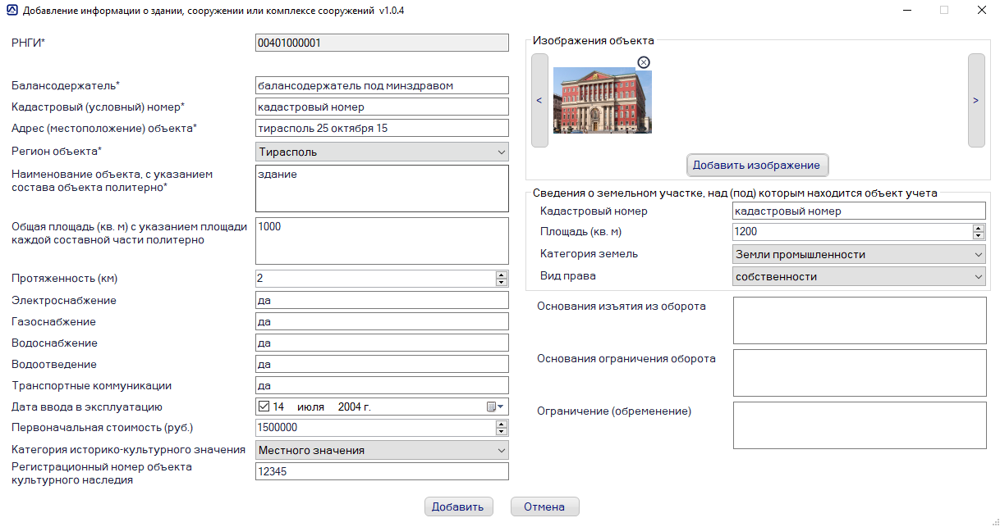 Добавление информации о здании, сооружении или комплексе сооружений v1.0.4
РНГИ*
00401000001
Балансодержатель*
балансодержатель под минздравом
Кадастровый (условный) номер*
кадастровый номер
Адрес (местоположение) объекта*
тирасполь 25 октября 15
Регион объекта*
Тирасполь
Наименование объекта, с указанием
состава объекта политерно*
здание
Общая площадь (кв. м) с указанием площади
каждой составной части политерно
1000
Протяженность (км)
2
Электроснабжение
да
Газоснабжение
да
Водоснабжение
да
Водоотведение
да
Транспортные коммуникации
да
Дата ввода в эксплуатацию
14 июля 2004 г.
Первоначальная стоимость (руб.)
1500000
Категория историко-культурного значения
Местного значения
Регистрационный номер объекта
культурного наследия
12345
Изображения объекта
<
>
Добавить изображение
Сведения о земельном участке, над (под) которым находится объект учета
Кадастровый номер
кадастровый номер
Площадь (кв. м)
1200
Категория земель
Земли промышленности
Вид права
собственности
Основания изъятия из оборота
Основания ограничения оборота
Ограничение (обременение)
Добавить
Отмена